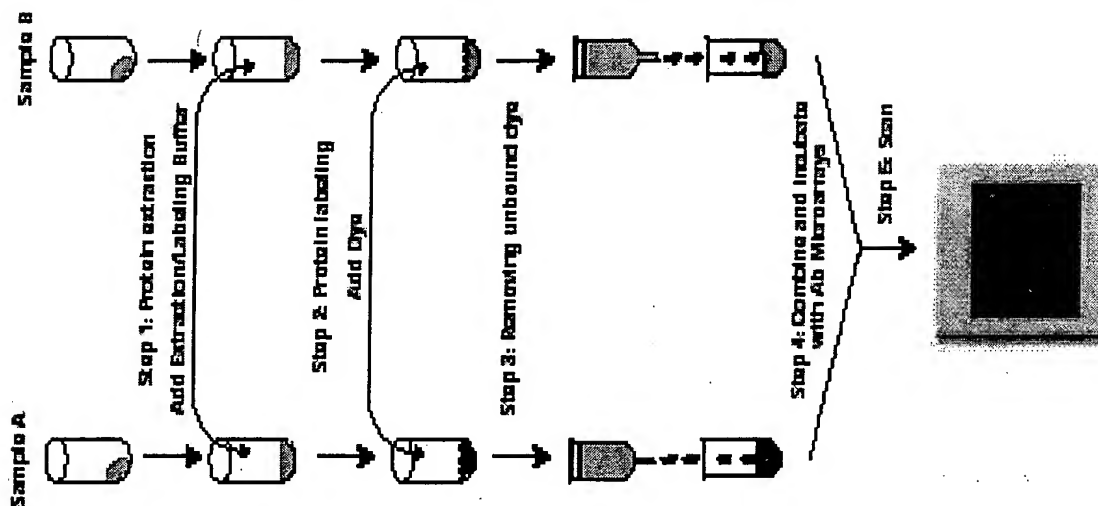 Sample A
Sample B
Step 1: Protein extraction
Add Extraction/Labeling Buffer
Step 2: Protein labeling
Add Dye
Step 3: Removing unbound dye
Step 4: Combine and Incubate
with Ab Microarrays
Step 5: Scan